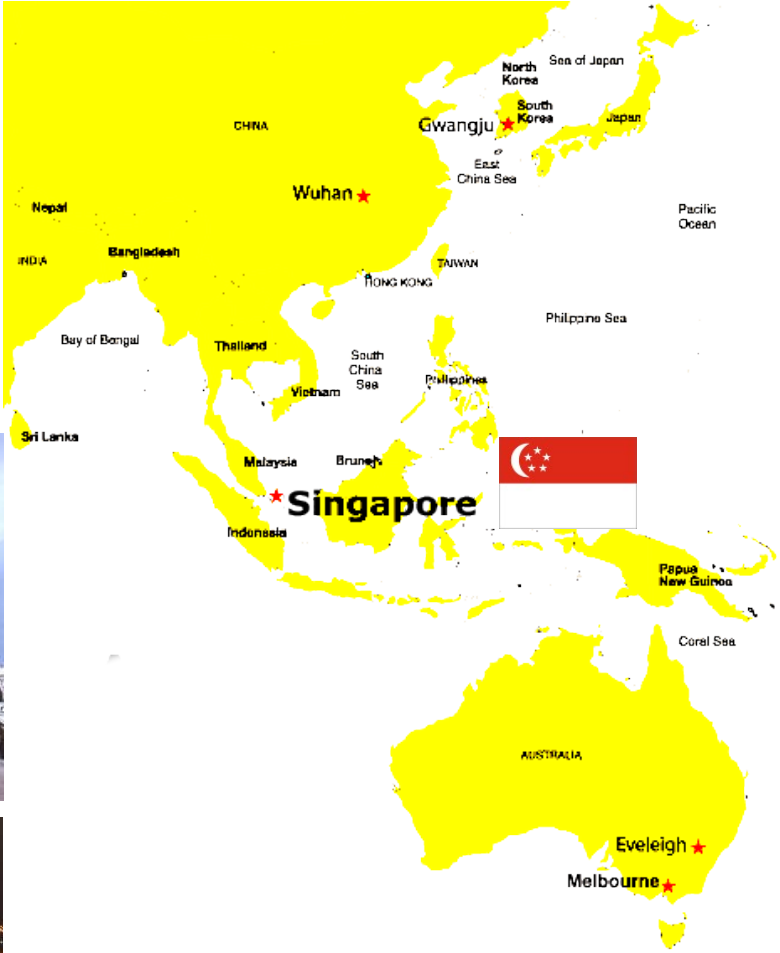 North
Korea
Sea of Japan
South
Korea
Japan
CHINA
Gwangju
East
China Sea
Wuhan
Nepal
Pacific
Ocean
Bangladesh
INDIA
TAIWAN
HONG KONG
Philippine Sea
Bay of Bengal
Thailand
South
China
Sea
Vietnam
Philippines
Sri Lanka
Malaysia
Brunei
Singapore
Indonesia
Papua
New Guinea
Coral Sea
AUSTRALIA
Eveleigh
Melbourne